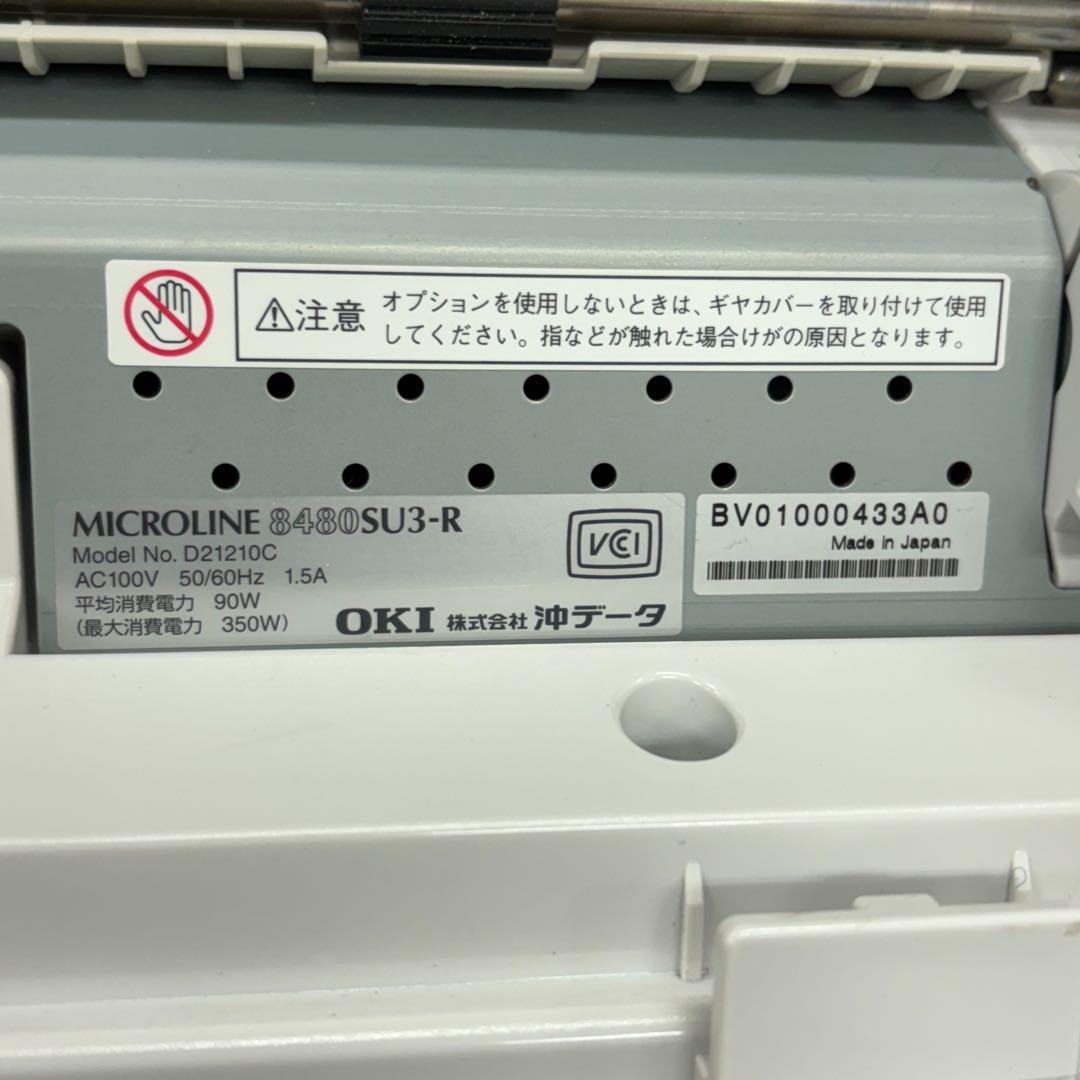 ⚠注意 オプションを使用しないときは、ギヤカバーを取り付けて使用
してください。指などが触れた場合けがの原因となります。
MICROLINE 8480SU3-R
Model No. D21210C
AC100V 50/60Hz 1.5A
平均消費電力 90W
(最大消費電力 350W)
VCCI
OKI 株式会社 沖データ
BV01000433A0
Made in Japan